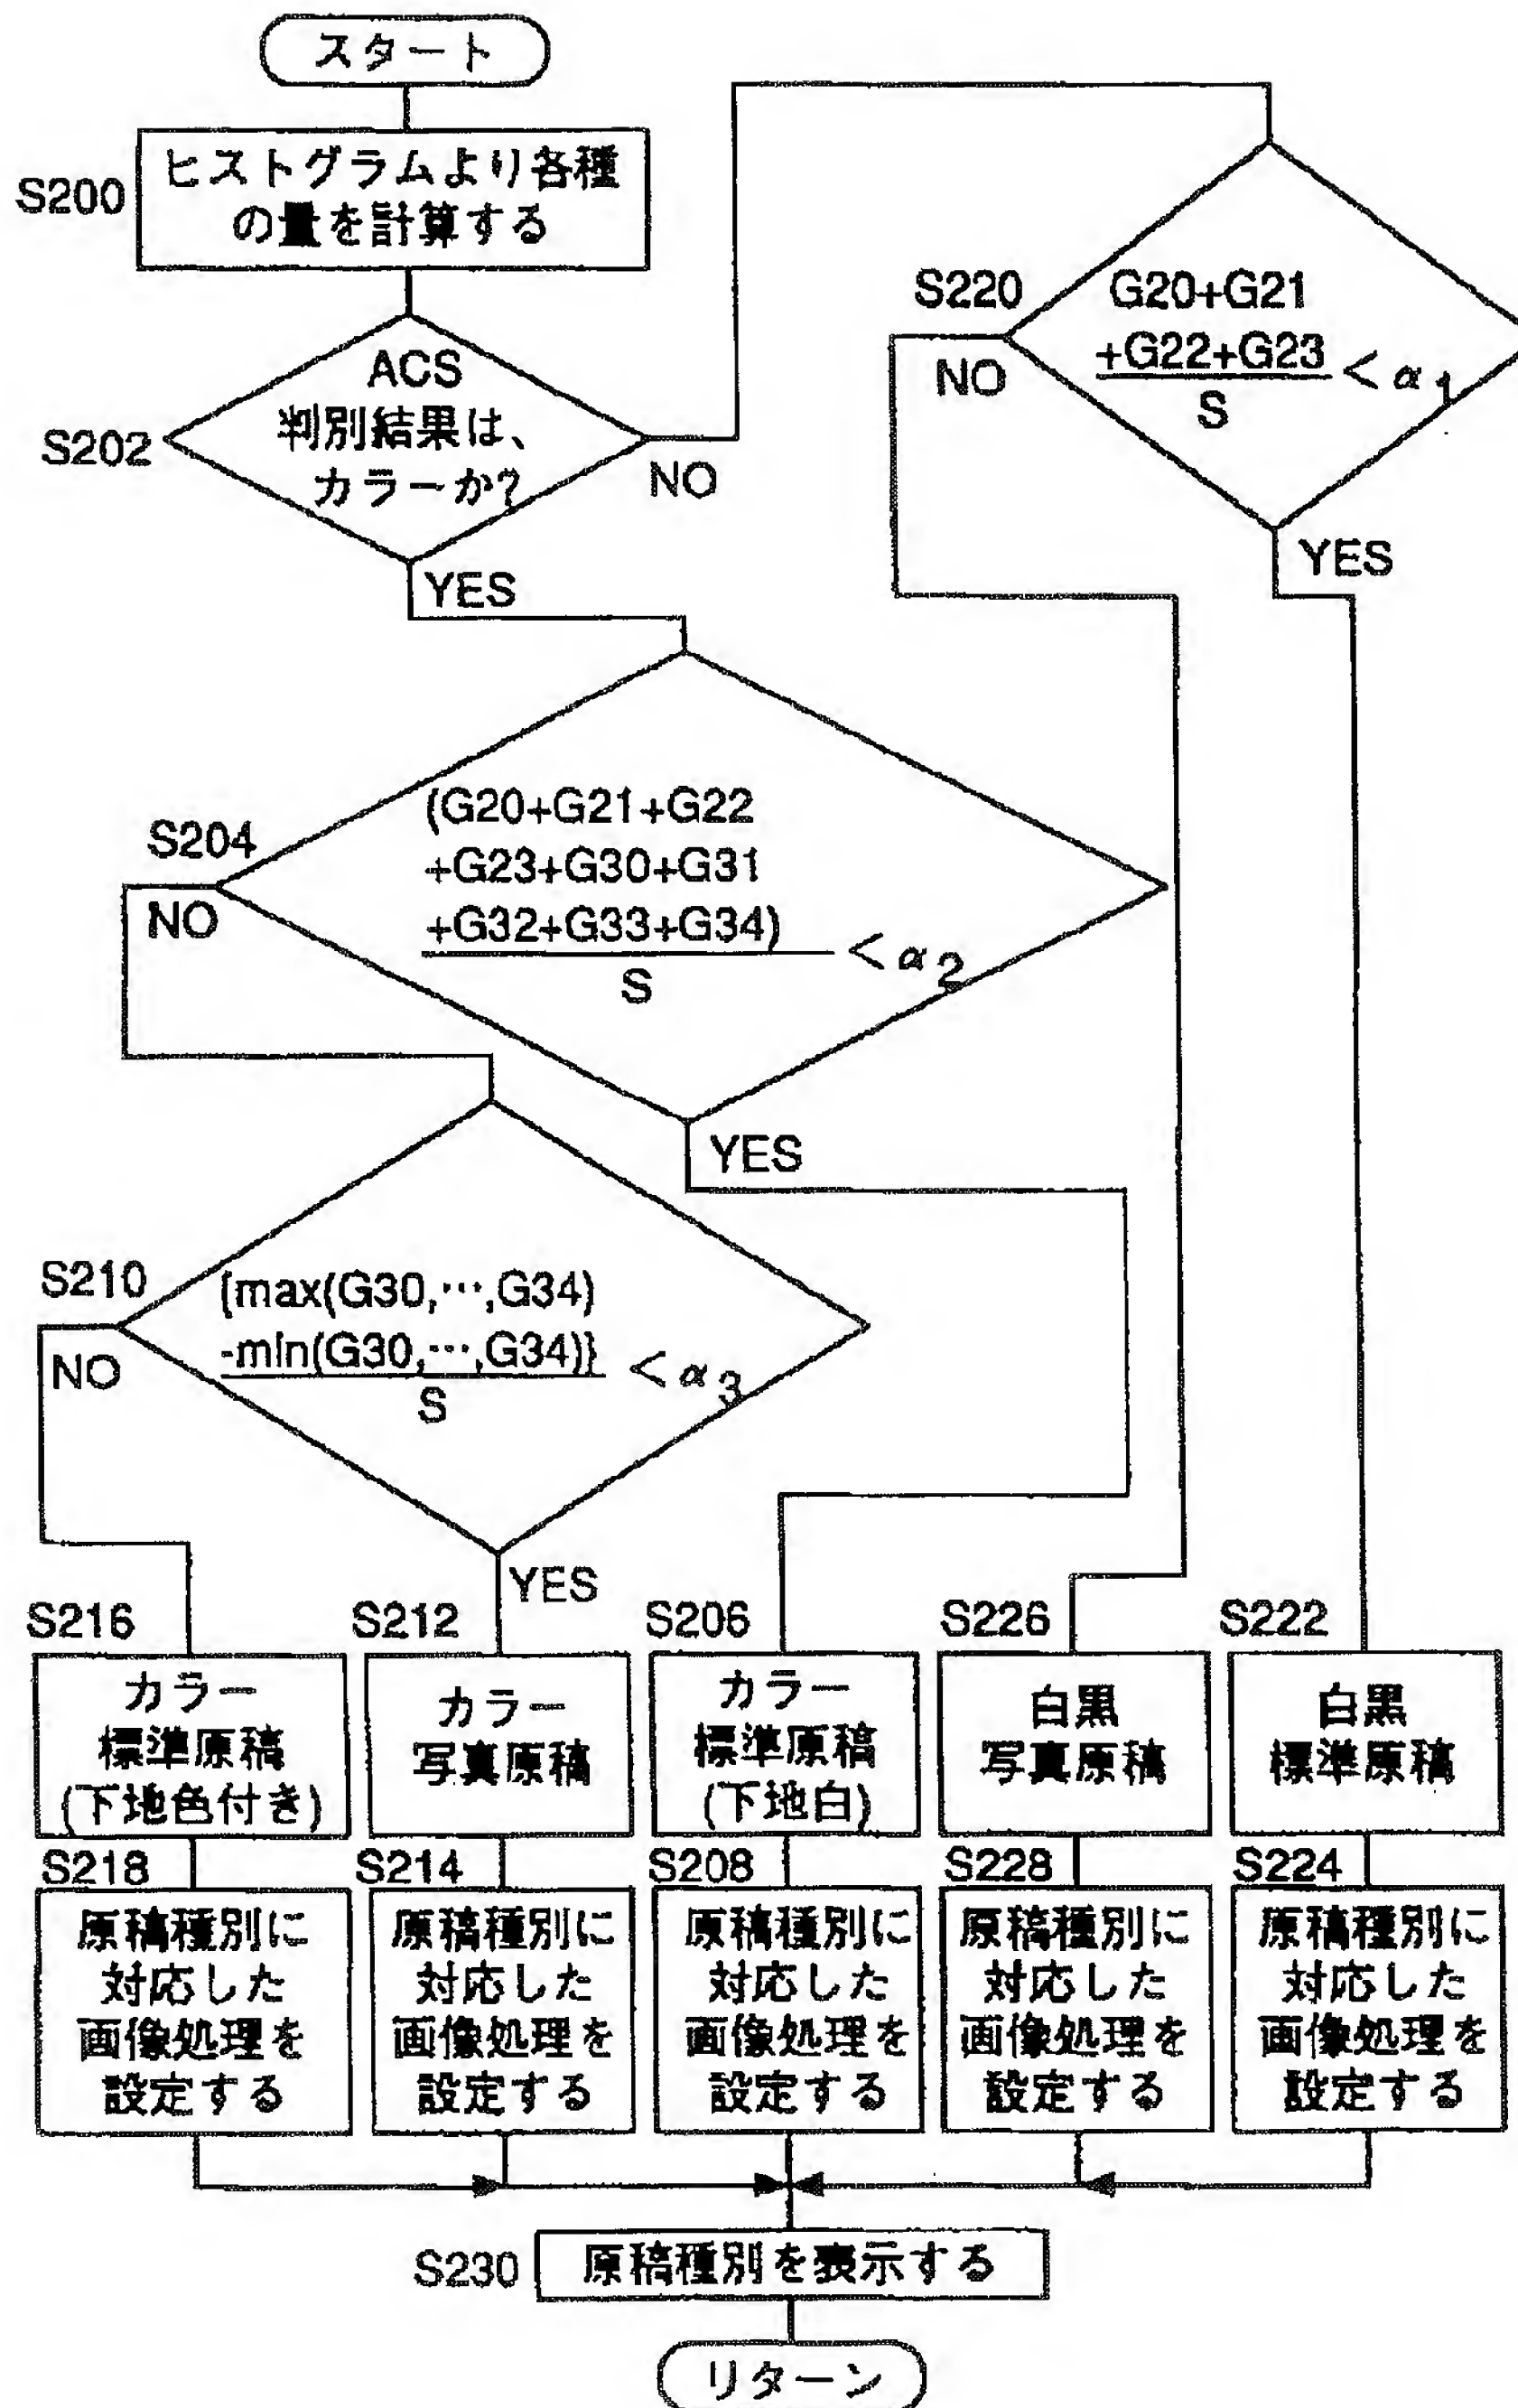 スタート
S200
ヒストグラムより各種
の量を計算する
S202
ACS
判別結果は、
カラーか?
NO
YES
S220
G20+G21
+G22+G23
S
< α1
NO
YES
S204
(G20+G21+G22
+G23+G30+G31
+G32+G33+G34)
S
< α2
NO
YES
S210
{max(G30,…,G34)
-min(G30,…,G34)}
S
< α3
NO
YES
S216
カラー
標準原稿
(下地色付き)
S212
カラー
写真原稿
S206
カラー
標準原稿
(下地白)
S226
白黒
写真原稿
S222
白黒
標準原稿
S218
原稿種別に
対応した
画像処理を
設定する
S214
原稿種別に
対応した
画像処理を
設定する
S208
原稿種別に
対応した
画像処理を
設定する
S228
原稿種別に
対応した
画像処理を
設定する
S224
原稿種別に
対応した
画像処理を
設定する
S230
原稿種別を表示する
リターン